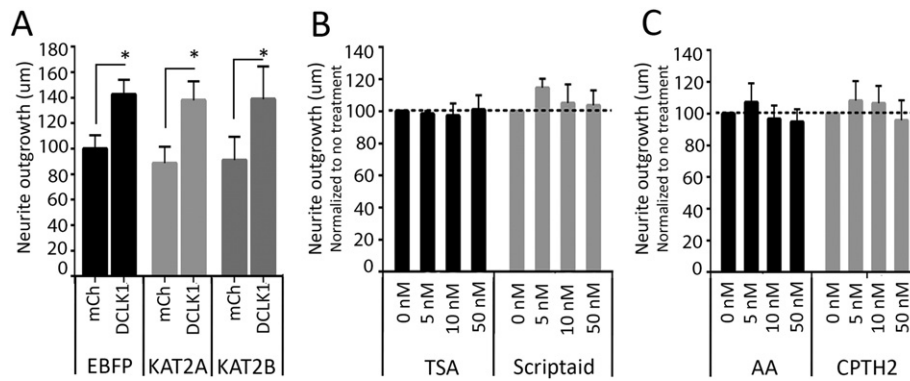 A
Neurite outgrowth (um)
180
160
140
120
100
80
60
40
20
0
* * *
mCh DCLK1 mCh DCLK1 mCh DCLK1
EBFP KAT2A KAT2B
B
Neurite outgrowth (um)
Normalized to no treatment
140
120
100
80
60
40
20
0
0 nM 5 nM 10 nM 50 nM 0 nM 5 nM 10 nM 50 nM
TSA Scriptaid
C
Neurite outgrowth (um)
Normalized to no treatment
140
120
100
80
60
40
20
0
0 nM 5 nM 10 nM 50 nM 0 nM 5 nM 10 nM 50 nM
AA CPTH2